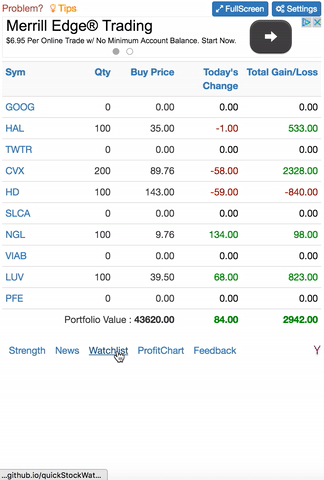 Problem? Tips FullScreen Settings
Merrill Edge® Trading
$6.95 Per Online Trade w/ No Minimum Account Balance. Start Now.
Sym Qty Buy Price Today's Change Total Gain/Loss
GOOG 0 0.00 0.00 0.00
HAL 100 35.00 -1.00 533.00
TWTR 0 0.00 0.00 0.00
CVX 200 89.76 -58.00 2328.00
HD 100 143.00 -59.00 -840.00
SLCA 0 0.00 0.00 0.00
NGL 100 9.76 134.00 98.00
VIAB 0 0.00 0.00 0.00
LUV 100 39.50 68.00 823.00
PFE 0 0.00 0.00 0.00
Portfolio Value : 43620.00 84.00 2942.00
Strength News Watchlist ProfitChart Feedback Y
...github.io/quickStockWat...